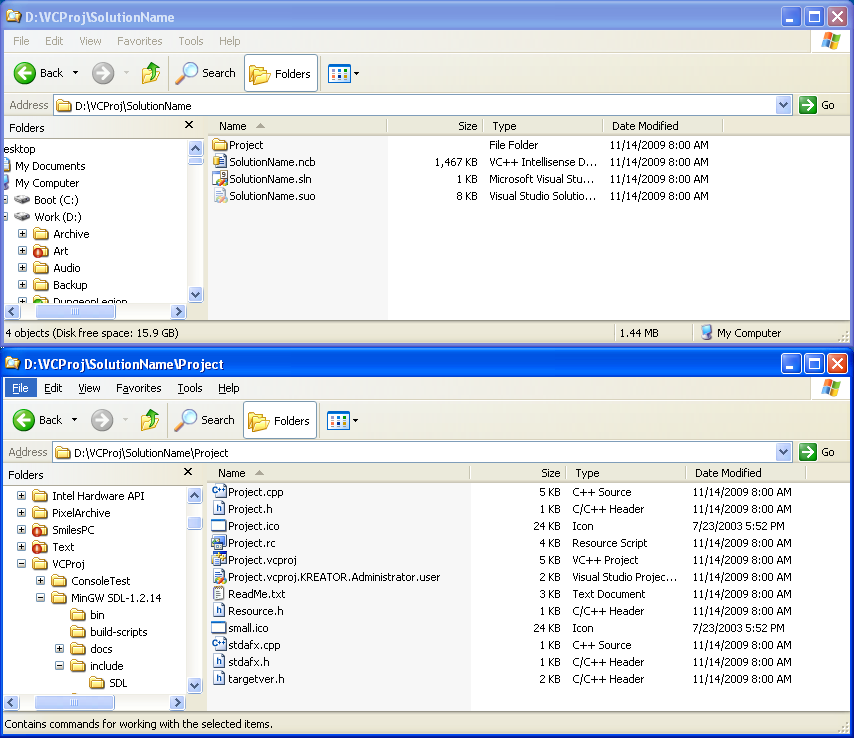 D:\VCProj\SolutionName
File Edit View Favorites Tools Help
Back Search Folders
Address D:\VCProj\SolutionName Go
Folders Name Size Type Date Modified
esktop
My Documents
My Computer
Boot (C:)
Work (D:)
Archive
Art
Audio
Backup
DungeonLegion
Project File Folder 11/14/2009 8:00 AM
SolutionName.ncb 1,467 KB VC++ Intellisense D... 11/14/2009 8:00 AM
SolutionName.sln 1 KB Microsoft Visual Stu... 11/14/2009 8:00 AM
SolutionName.suo 8 KB Visual Studio Solutio... 11/14/2009 8:00 AM
4 objects (Disk free space: 15.9 GB) 1.44 MB My Computer
D:\VCProj\SolutionName\Project
File Edit View Favorites Tools Help
Back Search Folders
Address D:\VCProj\SolutionName\Project Go
Folders Name Size Type Date Modified
Intel Hardware API
PixelArchive
SmilesPC
Text
VCProj
ConsoleTest
MinGW SDL-1.2.14
bin
build-scripts
docs
include
SDL
Project.cpp 5 KB C++ Source 11/14/2009 8:00 AM
Project.h 1 KB C/C++ Header 11/14/2009 8:00 AM
Project.ico 24 KB Icon 7/23/2003 5:52 PM
Project.rc 4 KB Resource Script 11/14/2009 8:00 AM
Project.vcproj 5 KB VC++ Project 11/14/2009 8:00 AM
Project.vcproj.KREATOR.Administrator.user 2 KB Visual Studio Projec... 11/14/2009 8:00 AM
ReadMe.txt 3 KB Text Document 11/14/2009 8:00 AM
Resource.h 1 KB C/C++ Header 11/14/2009 8:00 AM
small.ico 24 KB Icon 7/23/2003 5:52 PM
stdafx.cpp 1 KB C++ Source 11/14/2009 8:00 AM
stdafx.h 1 KB C/C++ Header 11/14/2009 8:00 AM
targetver.h 2 KB C/C++ Header 11/14/2009 8:00 AM
Contains commands for working with the selected items.